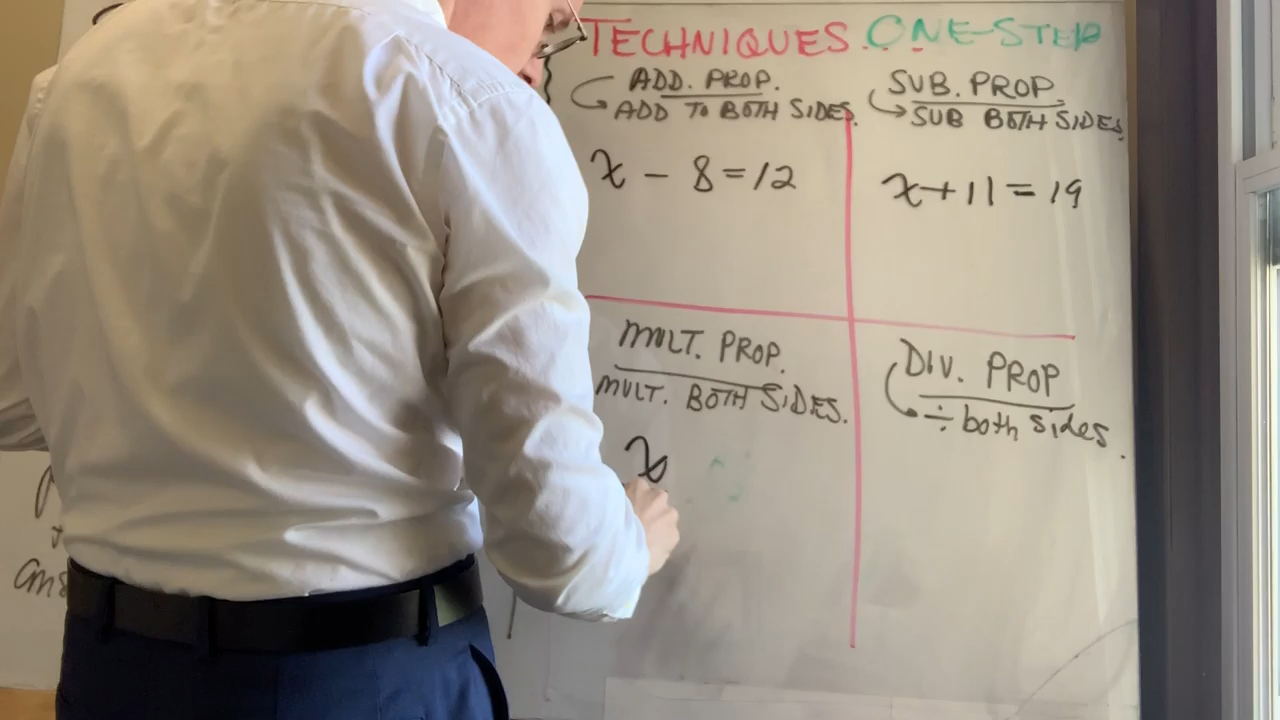 TECHNIQUES. ONE-STEP
ADD. PROP.
ADD TO BOTH SIDES.
x - 8 = 12
SUB. PROP.
SUB BOTH SIDES.
x + 11 = 19
MULT. PROP.
MULT. BOTH SIDES.
x
DIV. PROP
÷ both sides.